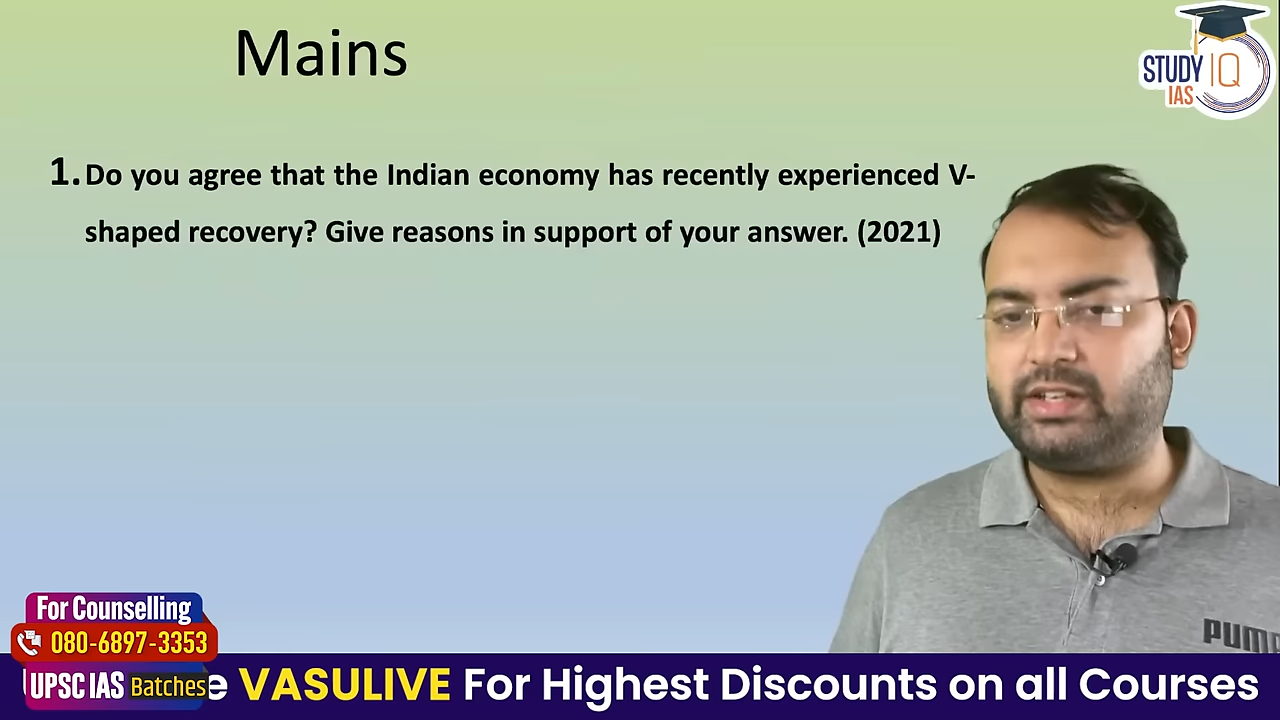 Mains
STUDY IQ
IAS
1. Do you agree that the Indian economy has recently experienced V-
shaped recovery? Give reasons in support of your answer. (2021)
For Counselling
080-6897-3353
UPSC IAS Batches
VASULIVE For Highest Discounts on all Courses